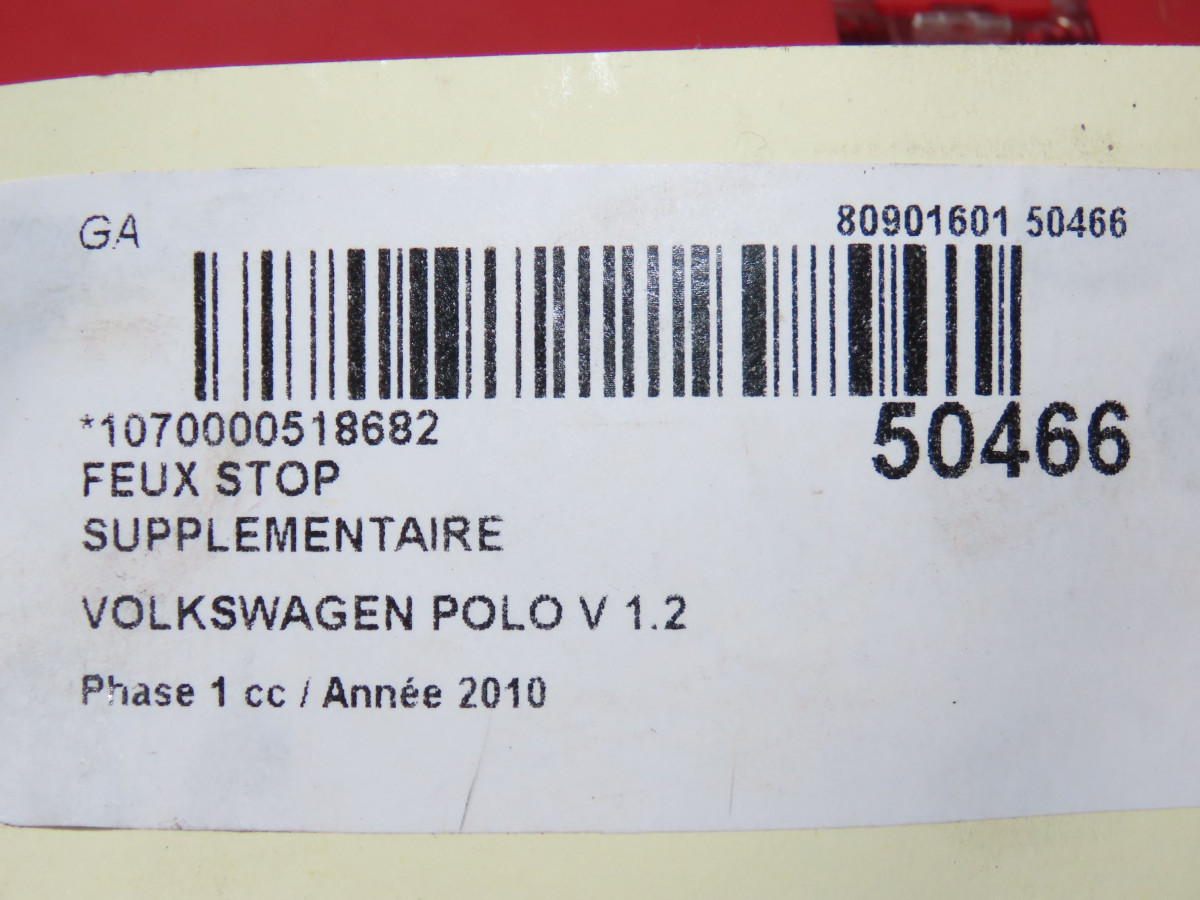 GA
80901601 50466
*1070000518682
50466
FEUX STOP
SUPPLEMENTAIRE
VOLKSWAGEN POLO V 1.2
Phase 1 cc / Année 2010